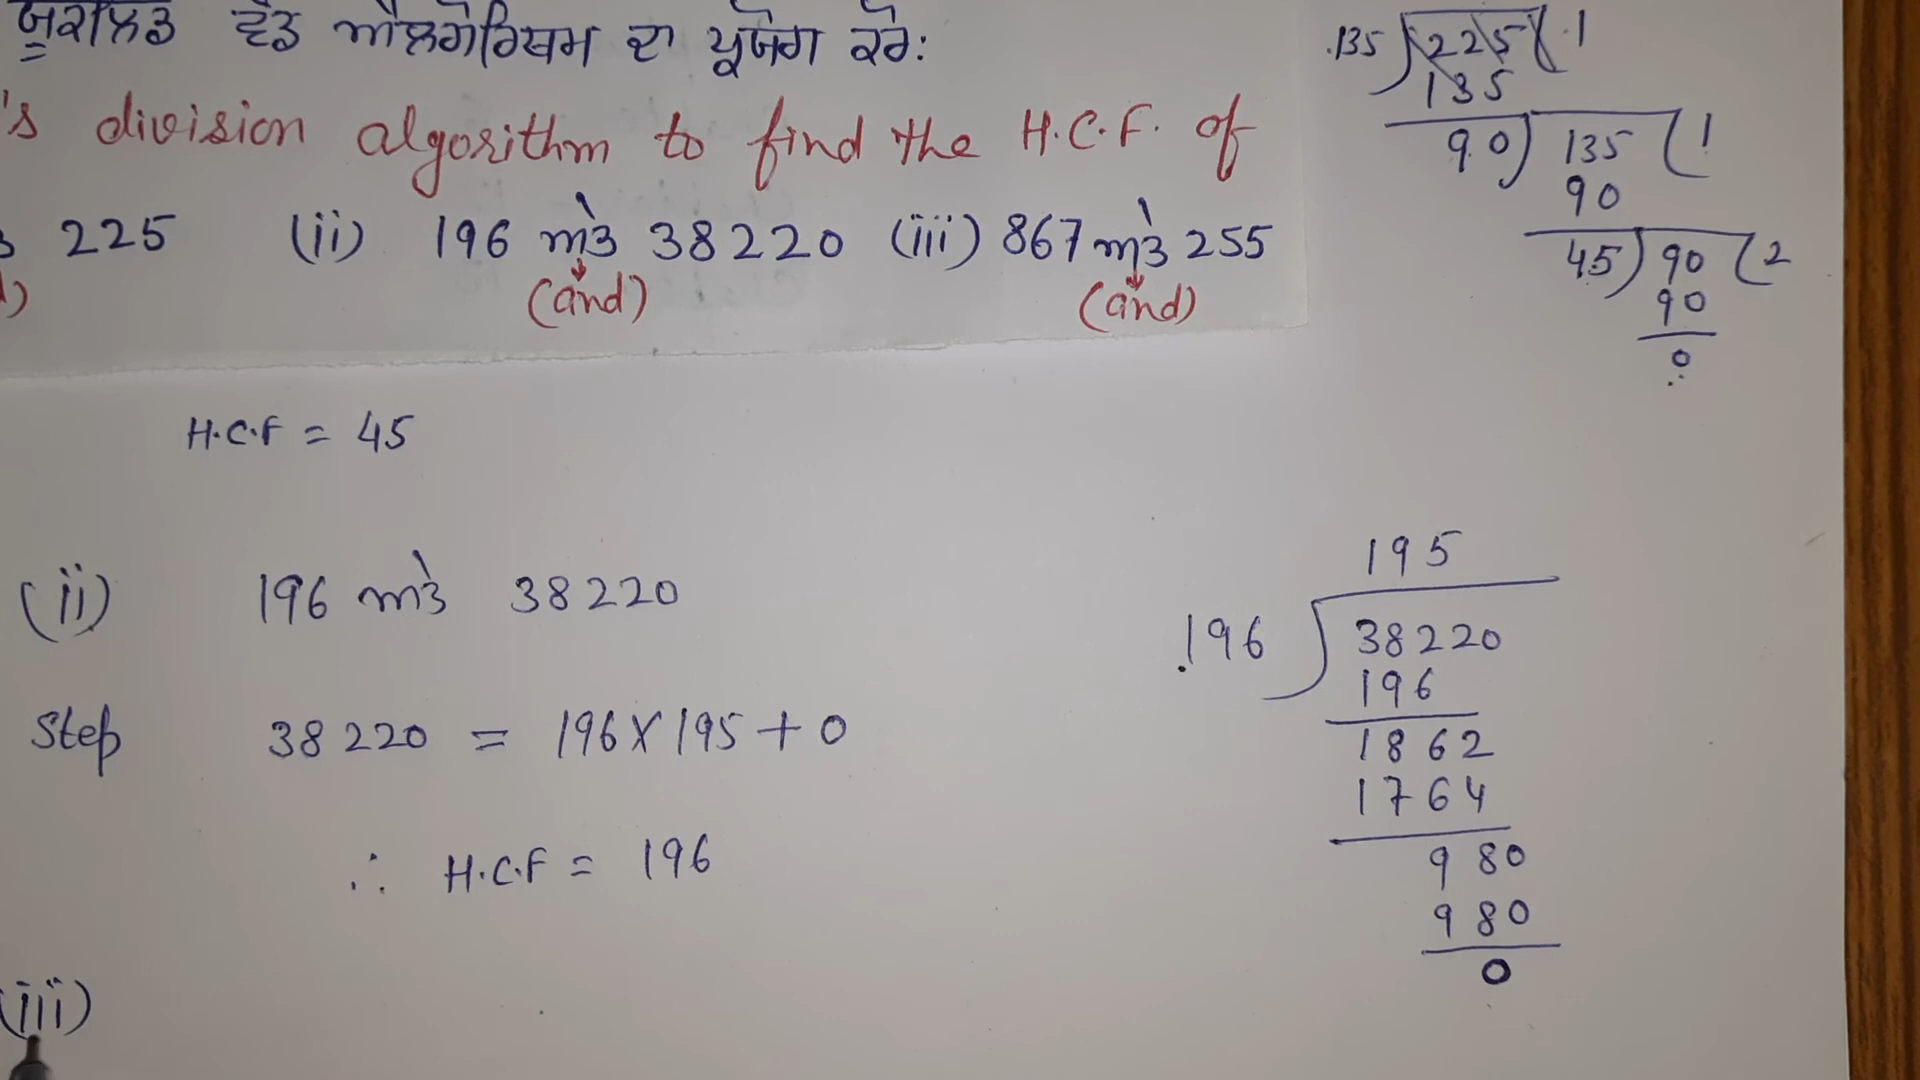 ਯੂਕਲਿਡ ਵੰਡ ਐਲਗੋਰਿਥਮ ਦਾ ਪ੍ਰਯੋਗ ਕਰੋ:
's division algorithm to find the H.C.F. of
225 (ii) 196 ਅਤੇ 38220 (iii) 867 ਅਤੇ 255
(and) (and)
135 225 1
135
90 135 1
90
45 90 2
90
0
H.C.F = 45
(ii) 196 ਅਤੇ 38220
Step 38220 = 196 X 195 + 0
∴ H.C.F = 196
195
196 38220
196
1862
1764
980
980
0
(iii)